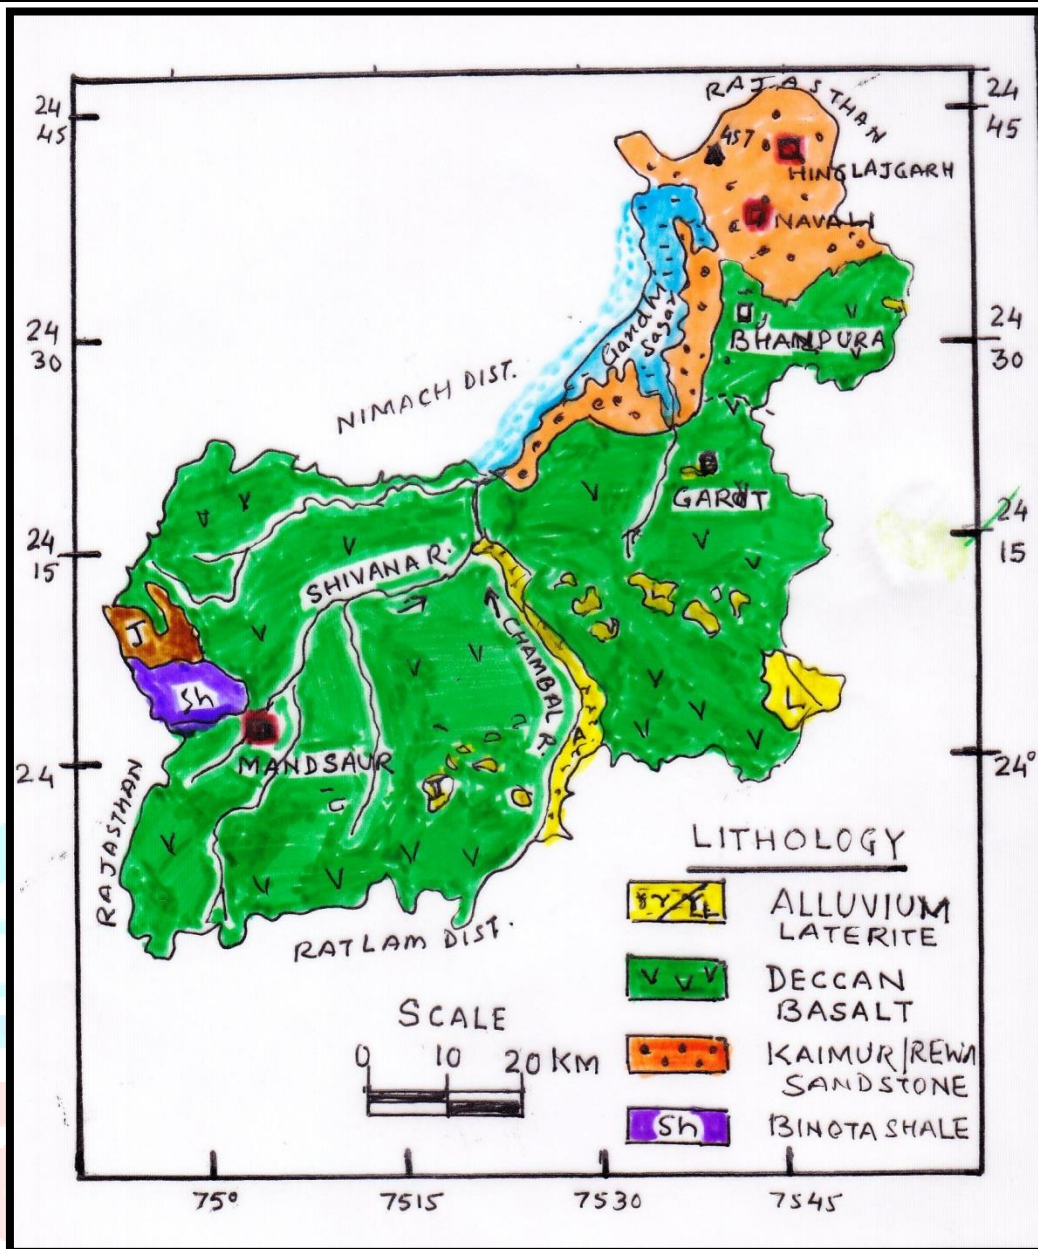 RAJASTHAN
24
45
24
45
457
HINGLAJGARH
NAVALI
Gandhi
Sagar
BHANPURA
24
30
24
30
NIMACH DIST.
GAROT
24
15
24
15
SHIVANA R.
CHAMBAL R.
J
Sh
L
MANDSAUR
24
24°
RAJASTHAN
RATLAM DIST.
LITHOLOGY
ALLUVIUM
LATERITE
DECCAN
BASALT
SCALE
0 10 20 KM
KAIMUR/REWA
SANDSTONE
Sh BINOTA SHALE
75° 7515 7530 7545